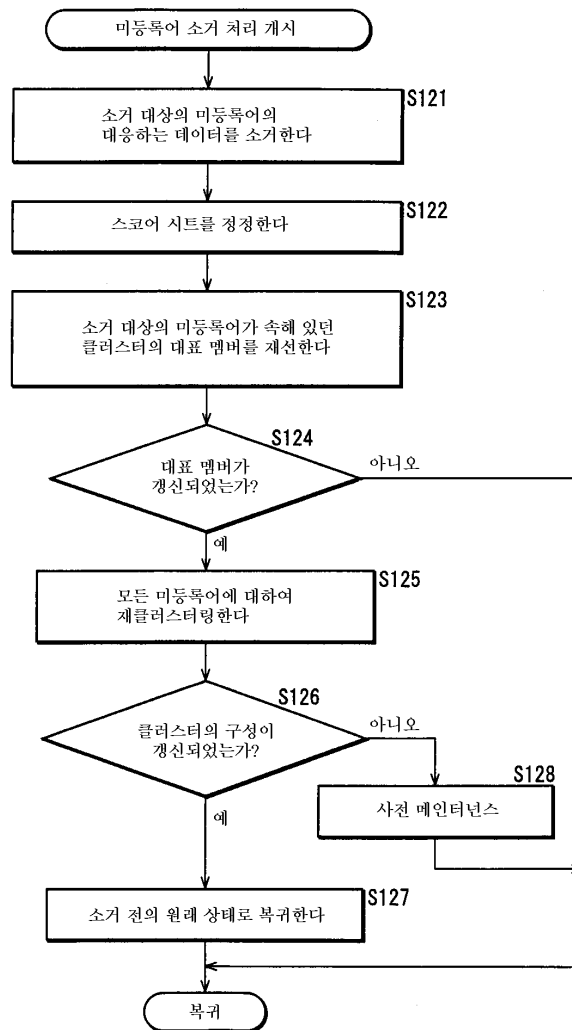 미등록어 소거 처리 개시
S121
소거 대상의 미등록어의
대응하는 데이터를 소거한다
S122
스코어 시트를 정정한다
S123
소거 대상의 미등록어가 속해 있던
클러스터의 대표 멤버를 재선한다
S124
대표 멤버가
갱신되었는가?
아니오
예
S125
모든 미등록어에 대하여
재클러스터링한다
S126
클러스터의 구성이
갱신되었는가?
아니오
예
S128
사전 메인터넌스
S127
소거 전의 원래 상태로 복귀한다
복귀